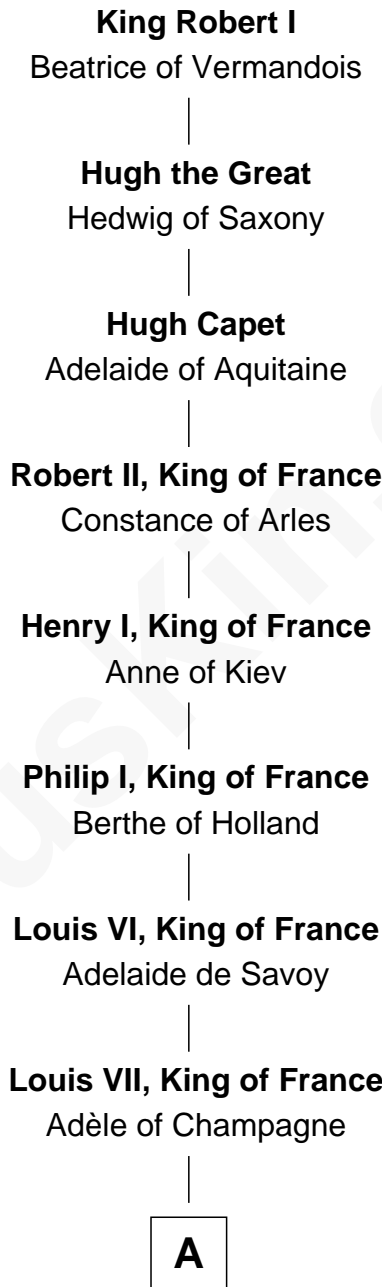 King Robert I
Beatrice of Vermandois
Hugh the Great
Hedwig of Saxony
Hugh Capet
Adelaide of Aquitaine
Robert II, King of France
Constance of Arles
Henry I, King of France
Anne of Kiev
Philip I, King of France
Berthe of Holland
Louis VI, King of France
Adelaide de Savoy
Louis VII, King of France
Adèle of Champagne
A